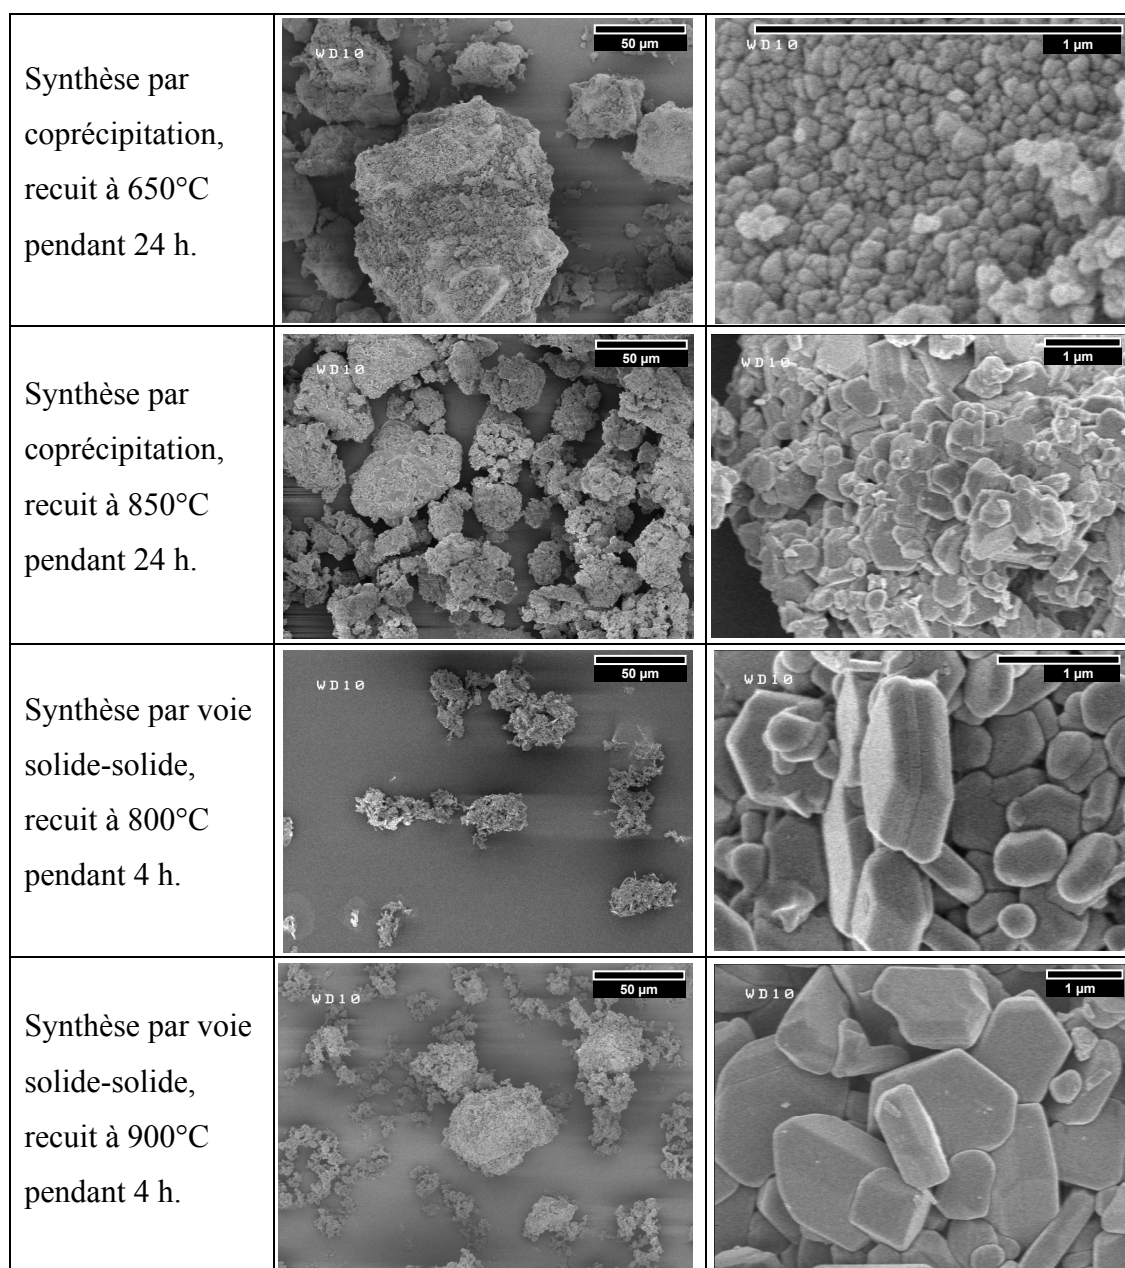 Synthèse par
coprécipitation,
recuit à 650°C
pendant 24 h.
WD10
50 µm
WD10
1 µm
Synthèse par
coprécipitation,
recuit à 850°C
pendant 24 h.
WD10
50 µm
WD10
1 µm
Synthèse par voie
solide-solide,
recuit à 800°C
pendant 4 h.
WD10
50 µm
WD10
1 µm
Synthèse par voie
solide-solide,
recuit à 900°C
pendant 4 h.
WD10
50 µm
WD10
1 µm